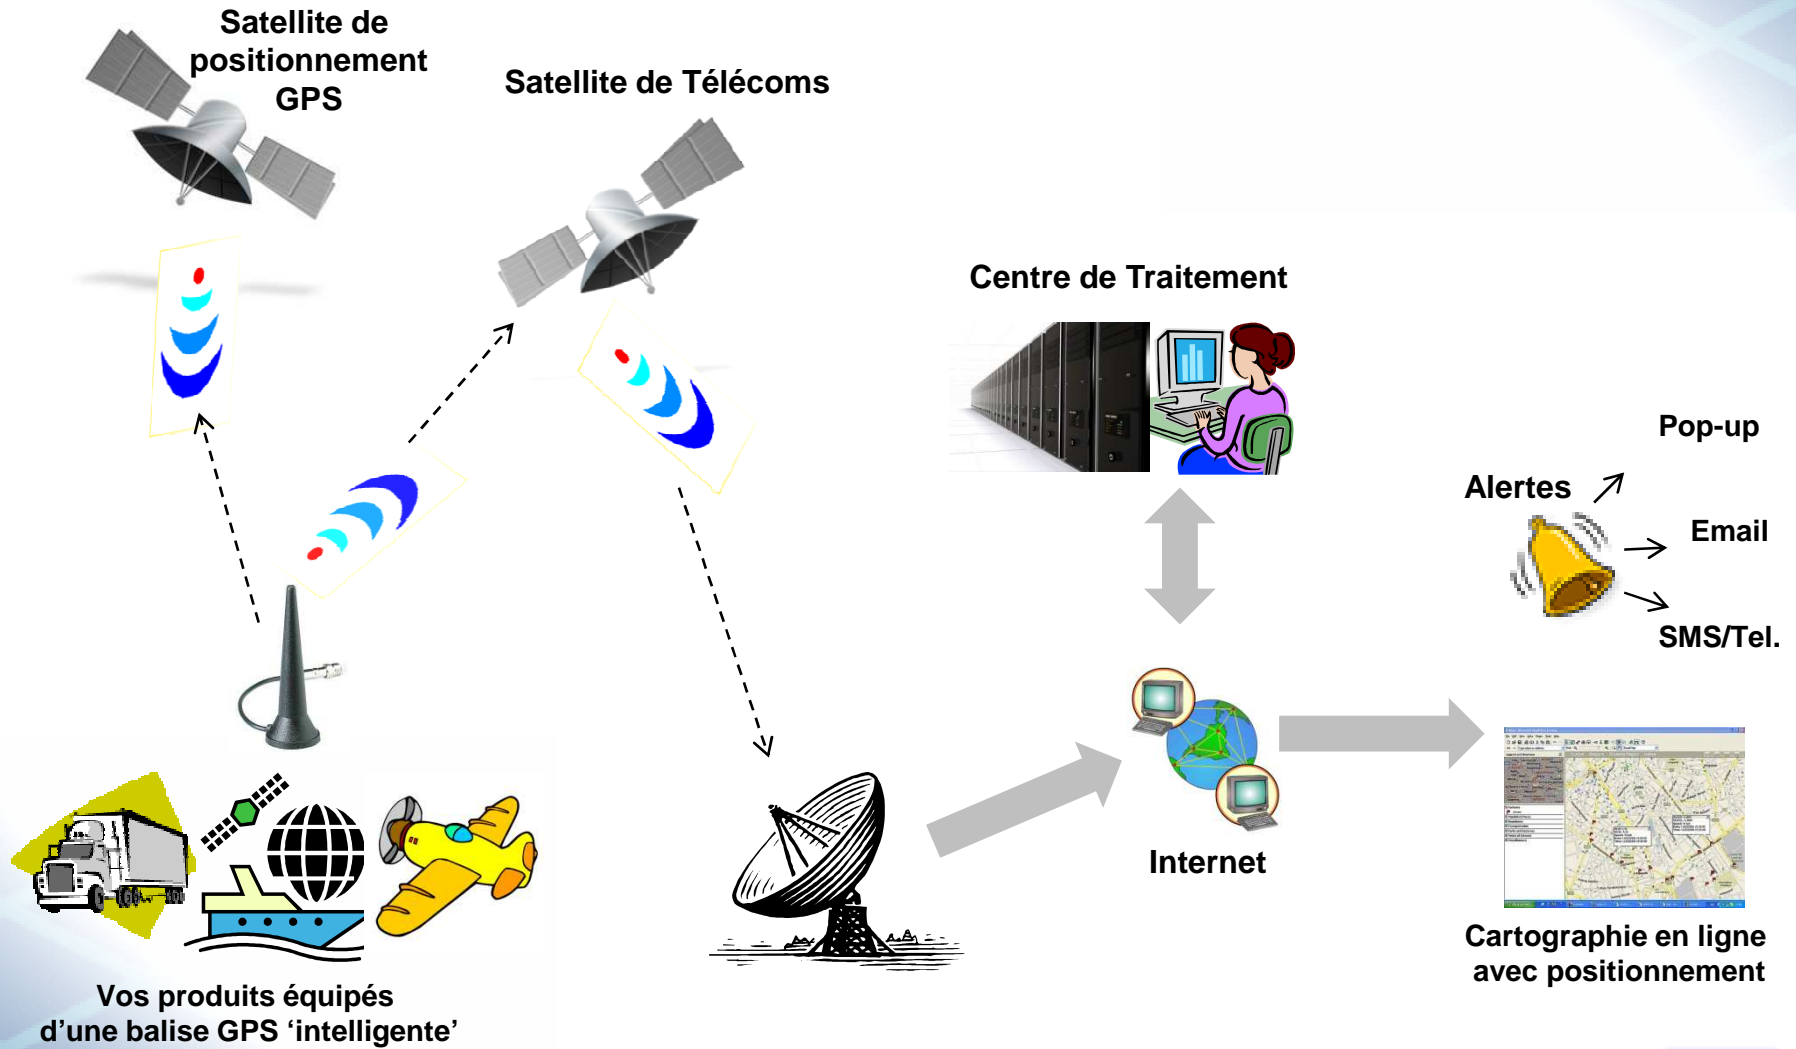 Satellite de
positionnement
GPS
Satellite de Télécoms
Centre de Traitement
Pop-up
Alertes
Email
SMS/Tel.
Internet
Cartographie en ligne
avec positionnement
Vos produits équipés
d’une balise GPS ‘intelligente’